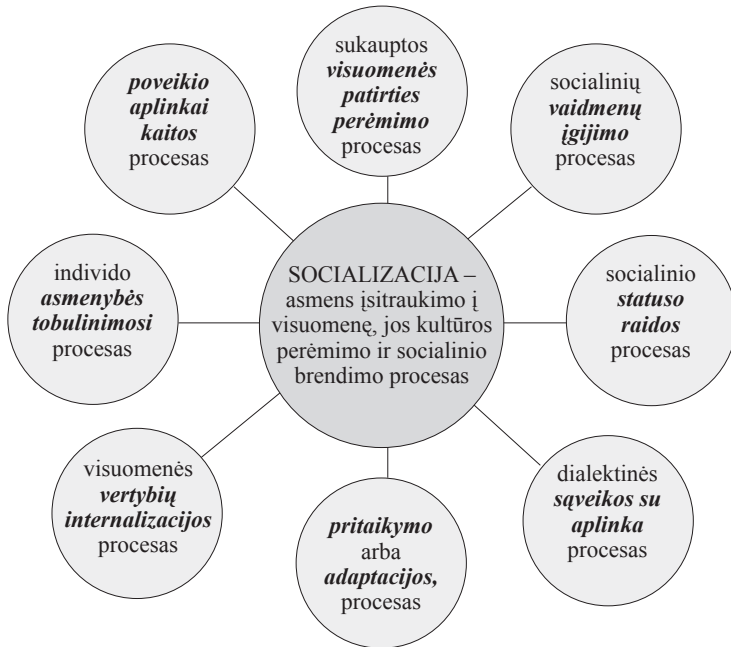 sukauptos
visuomenės
patirties
perėmimo
procesas
poveikio
aplinkai
kaitos
procesas
socialinių
vaidmenų
įgijimo
procesas
individo
asmenybės
tobulinimosi
procesas
SOCIALIZACIJA –
asmens įsitraukimo į
visuomenę, jos kultūros
perėmimo ir socialinio
brendimo procesas
socialinio
statuso
raidos
procesas
visuomenės
vertybių
internalizacijos
procesas
pritaikymo
arba
adaptacijos,
procesas
dialektinės
sąveikos su
aplinka
procesas